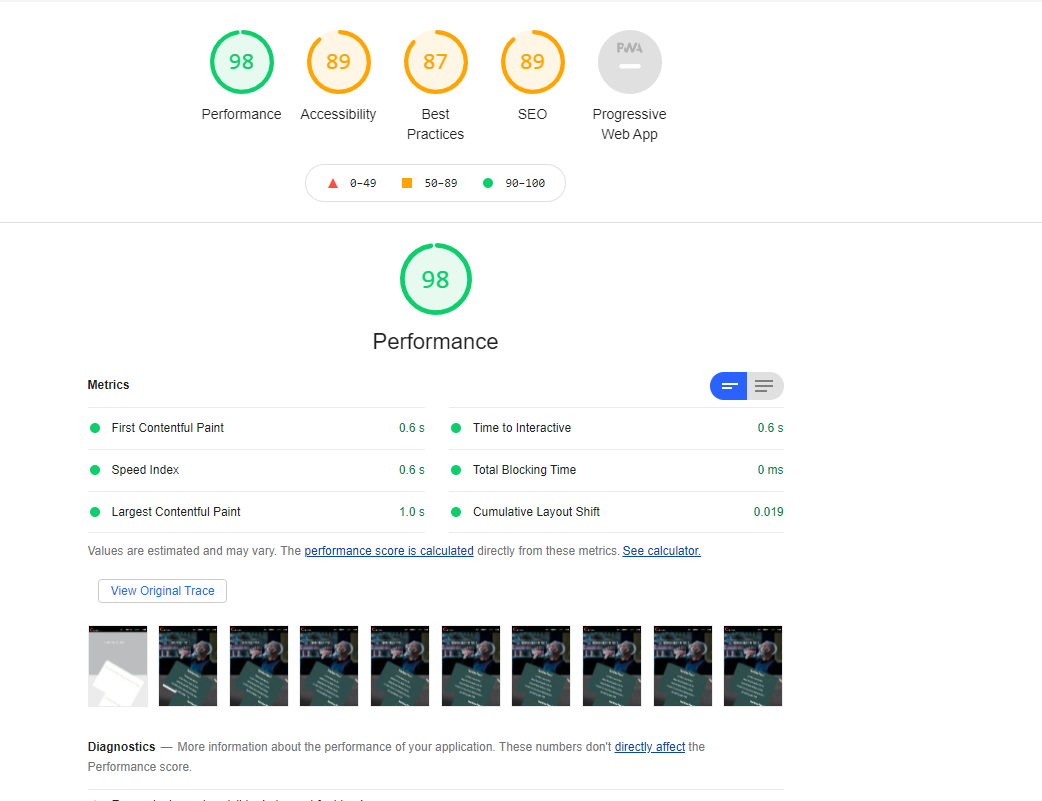 98 89 87 89 PWA
Performance Accessibility Best Practices SEO Progressive Web App
0–49 50–89 90–100
98
Performance
Metrics
First Contentful Paint 0.6 s
Time to Interactive 0.6 s
Speed Index 0.6 s
Total Blocking Time 0 ms
Largest Contentful Paint 1.0 s
Cumulative Layout Shift 0.019
Values are estimated and may vary. The performance score is calculated directly from these metrics. See calculator.
View Original Trace
Diagnostics — More information about the performance of your application. These numbers don't directly affect the
Performance score.